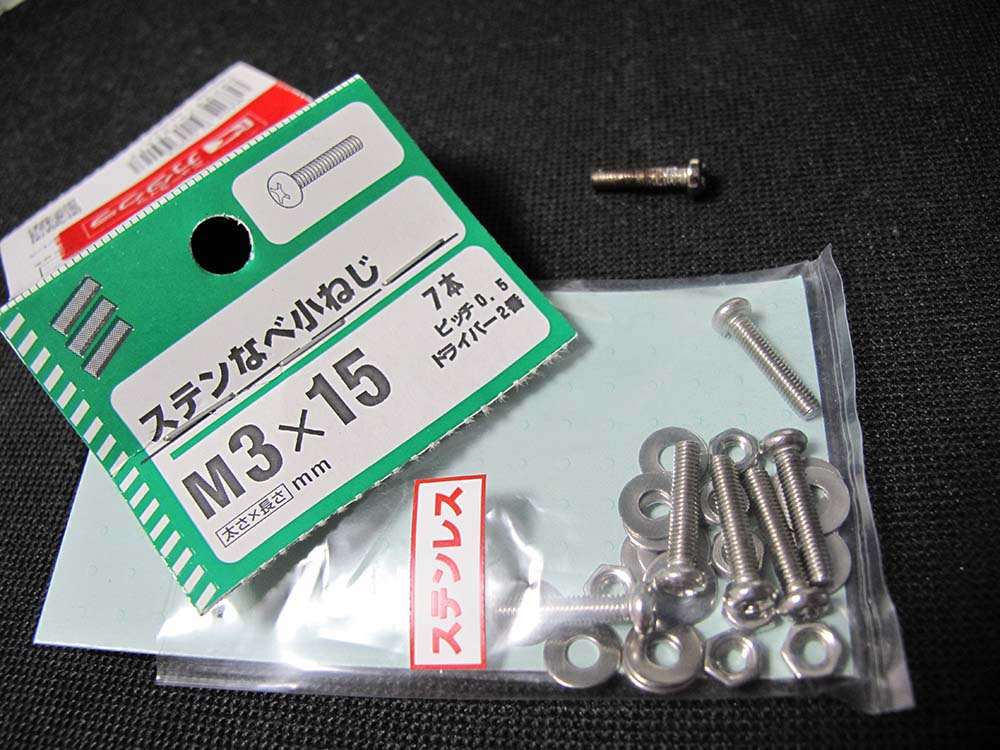 ステンなべ小ねじ
M3×15
太さ×長さ mm
7本
ピッチ0.5
ドライバー2番
ステンレス